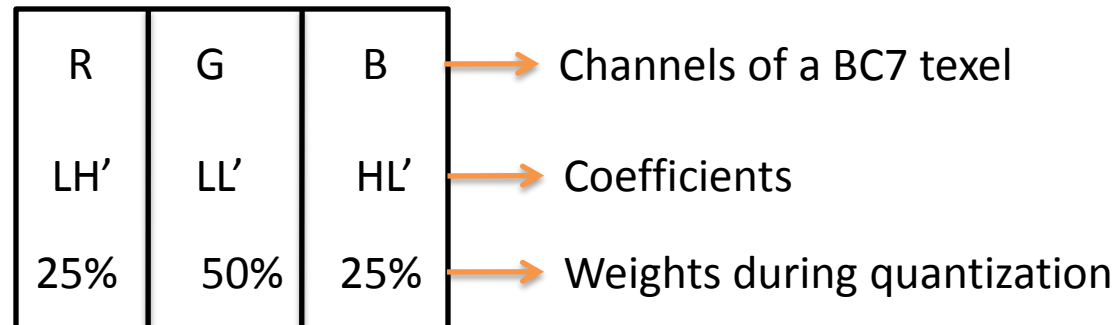 R G B Channels of a BC7 texel
LH’ LL’ HL’ Coefficients
25% 50% 25% Weights during quantization